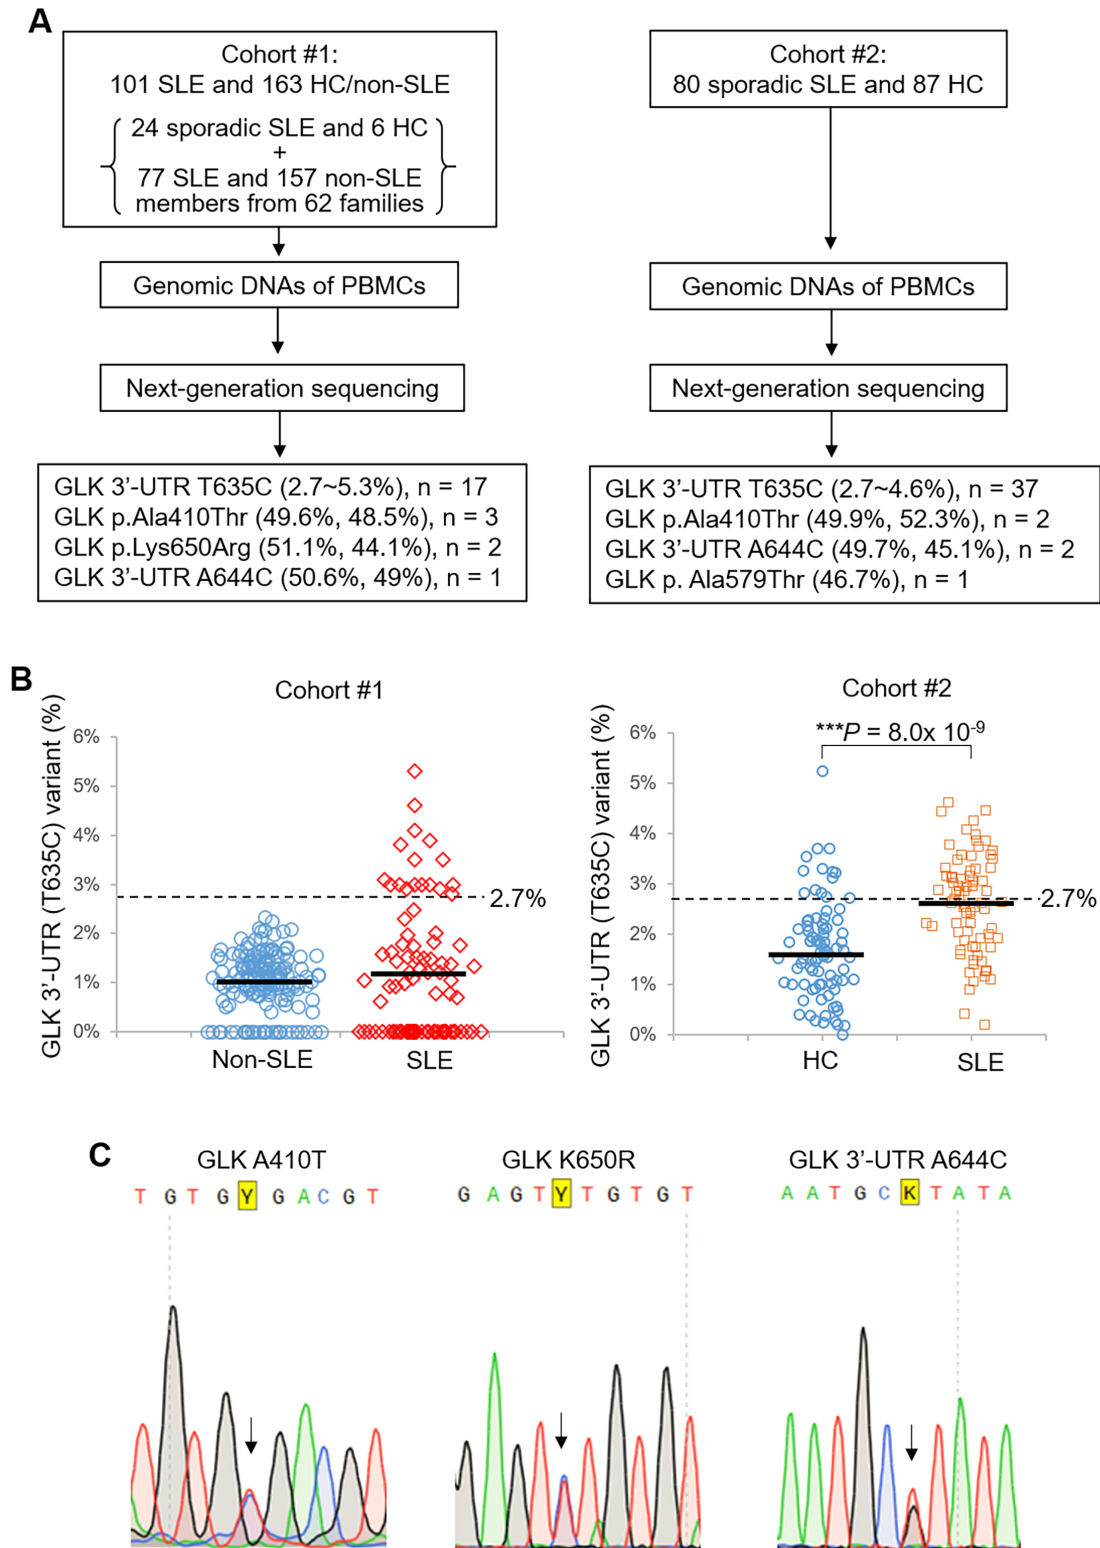 A
Cohort #1:
101 SLE and 163 HC/non-SLE
24 sporadic SLE and 6 HC
+
77 SLE and 157 non-SLE
members from 62 families
Genomic DNAs of PBMCs
Next-generation sequencing
GLK 3’-UTR T635C (2.7~5.3%), n = 17
GLK p.Ala410Thr (49.6%, 48.5%), n = 3
GLK p.Lys650Arg (51.1%, 44.1%), n = 2
GLK 3’-UTR A644C (50.6%, 49%), n = 1
Cohort #2:
80 sporadic SLE and 87 HC
Genomic DNAs of PBMCs
Next-generation sequencing
GLK 3’-UTR T635C (2.7~4.6%), n = 37
GLK p.Ala410Thr (49.9%, 52.3%), n = 2
GLK 3’-UTR A644C (49.7%, 45.1%), n = 2
GLK p. Ala579Thr (46.7%), n = 1
B
Cohort #1
GLK 3’-UTR (T635C) variant (%)
6%
5%
4%
3%
2%
1%
0%
2.7%
Non-SLE
SLE
Cohort #2
***P = 8.0x 10-9
GLK 3’-UTR (T635C) variant (%)
6%
5%
4%
3%
2%
1%
0%
2.7%
HC
SLE
C
GLK A410T
T G T G Y G A C G T
GLK K650R
G A G T Y T G T G T
GLK 3’-UTR A644C
A A T G C K T A T A